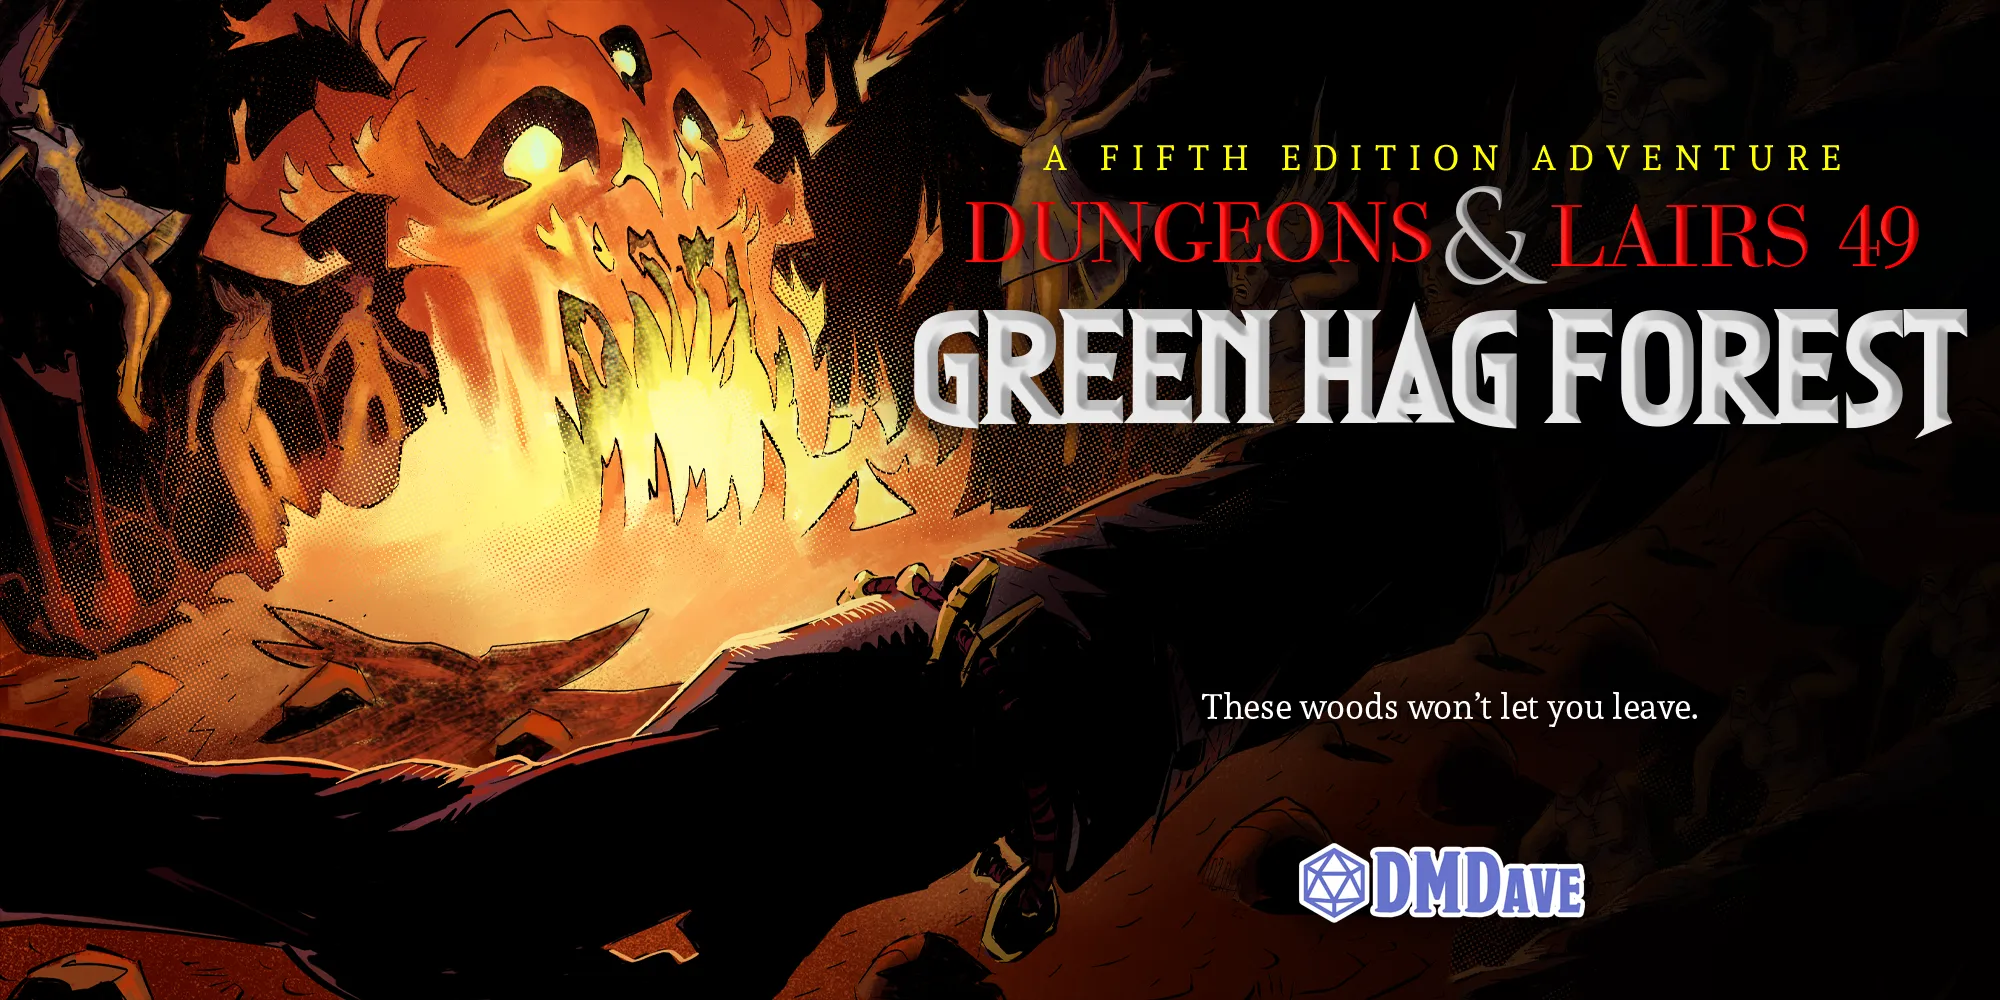 A FIFTH EDITION ADVENTURE
DUNGEONS & LAIRS 49
GREEN HAG FOREST
These woods won’t let you leave.
DMDAVE